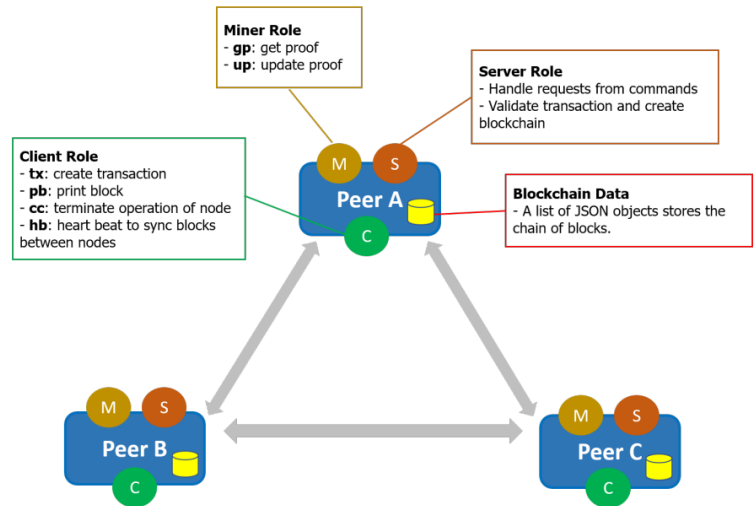 Miner Role
- gp: get proof
- up: update proof
Server Role
- Handle requests from commands
- Validate transaction and create
blockchain
Client Role
- tx: create transaction
- pb: print block
- cc: terminate operation of node
- hb: heart beat to sync blocks
between nodes
M
S
Peer A
C
Blockchain Data
- A list of JSON objects stores the
chain of blocks.
M
S
Peer B
C
M
S
Peer C
C